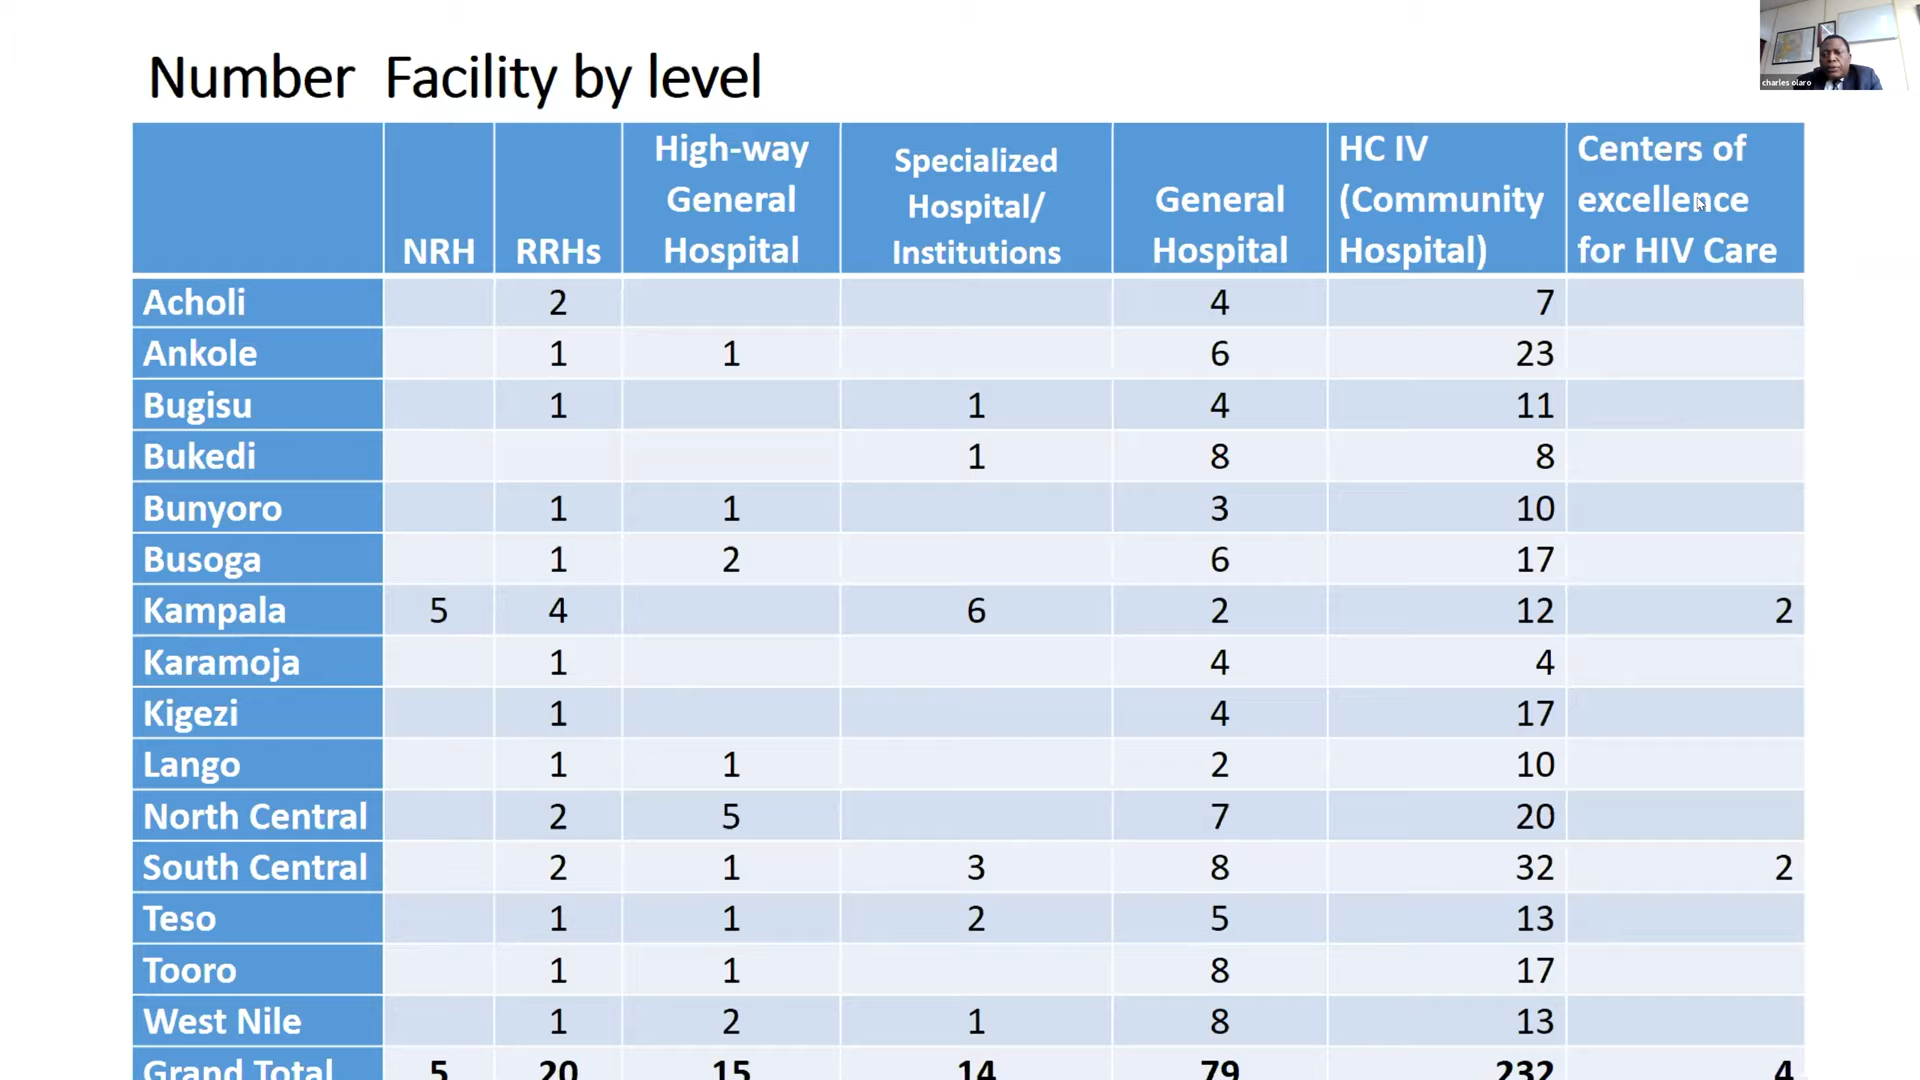 charles olaro
Number Facility by level
NRH RRHs High-way General Hospital Specialized Hospital/ Institutions General Hospital HC IV (Community Hospital) Centers of excellence for HIV Care
Acholi 2 4 7
Ankole 1 1 6 23
Bugisu 1 1 4 11
Bukedi 1 8 8
Bunyoro 1 1 3 10
Busoga 1 2 6 17
Kampala 5 4 6 2 12 2
Karamoja 1 4 4
Kigezi 1 4 17
Lango 1 1 2 10
North Central 2 5 7 20
South Central 2 1 3 8 32 2
Teso 1 1 2 5 13
Tooro 1 1 8 17
West Nile 1 2 1 8 13
Grand Total 5 20 15 14 79 232 4